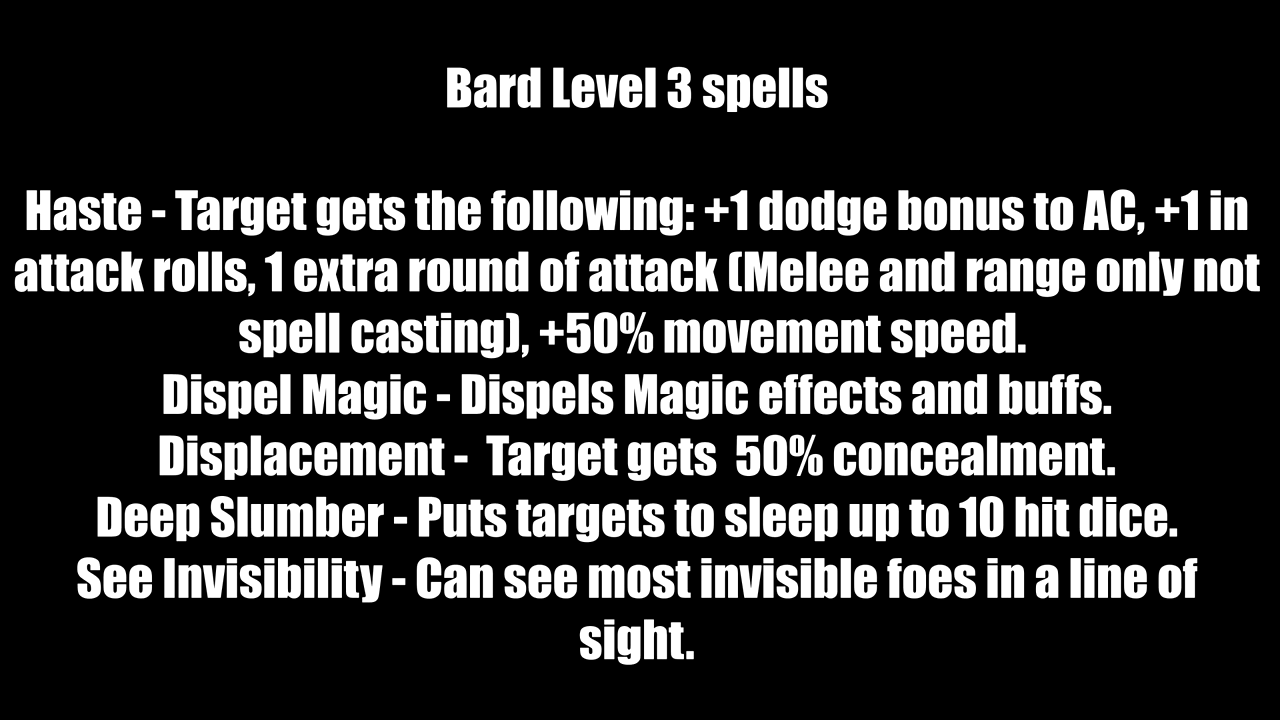 Bard Level 3 spells
Haste - Target gets the following: +1 dodge bonus to AC, +1 in
attack rolls, 1 extra round of attack (Melee and range only not
spell casting), +50% movement speed.
Dispel Magic - Dispels Magic effects and buffs.
Displacement -  Target gets  50% concealment.
Deep Slumber - Puts targets to sleep up to 10 hit dice.
See Invisibility - Can see most invisible foes in a line of
sight.